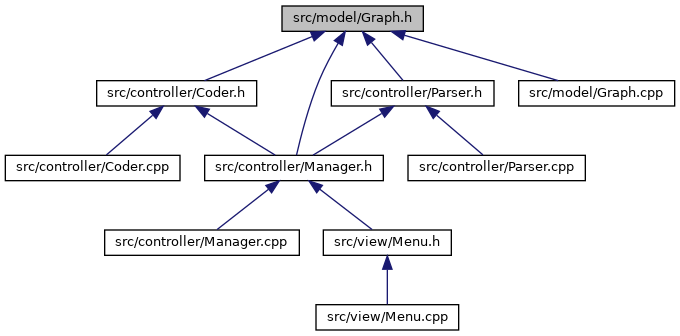 src/model/Graph.h
src/controller/Coder.h
src/controller/Parser.h
src/model/Graph.cpp
src/controller/Coder.cpp
src/controller/Manager.h
src/controller/Parser.cpp
src/controller/Manager.cpp
src/view/Menu.h
src/view/Menu.cpp